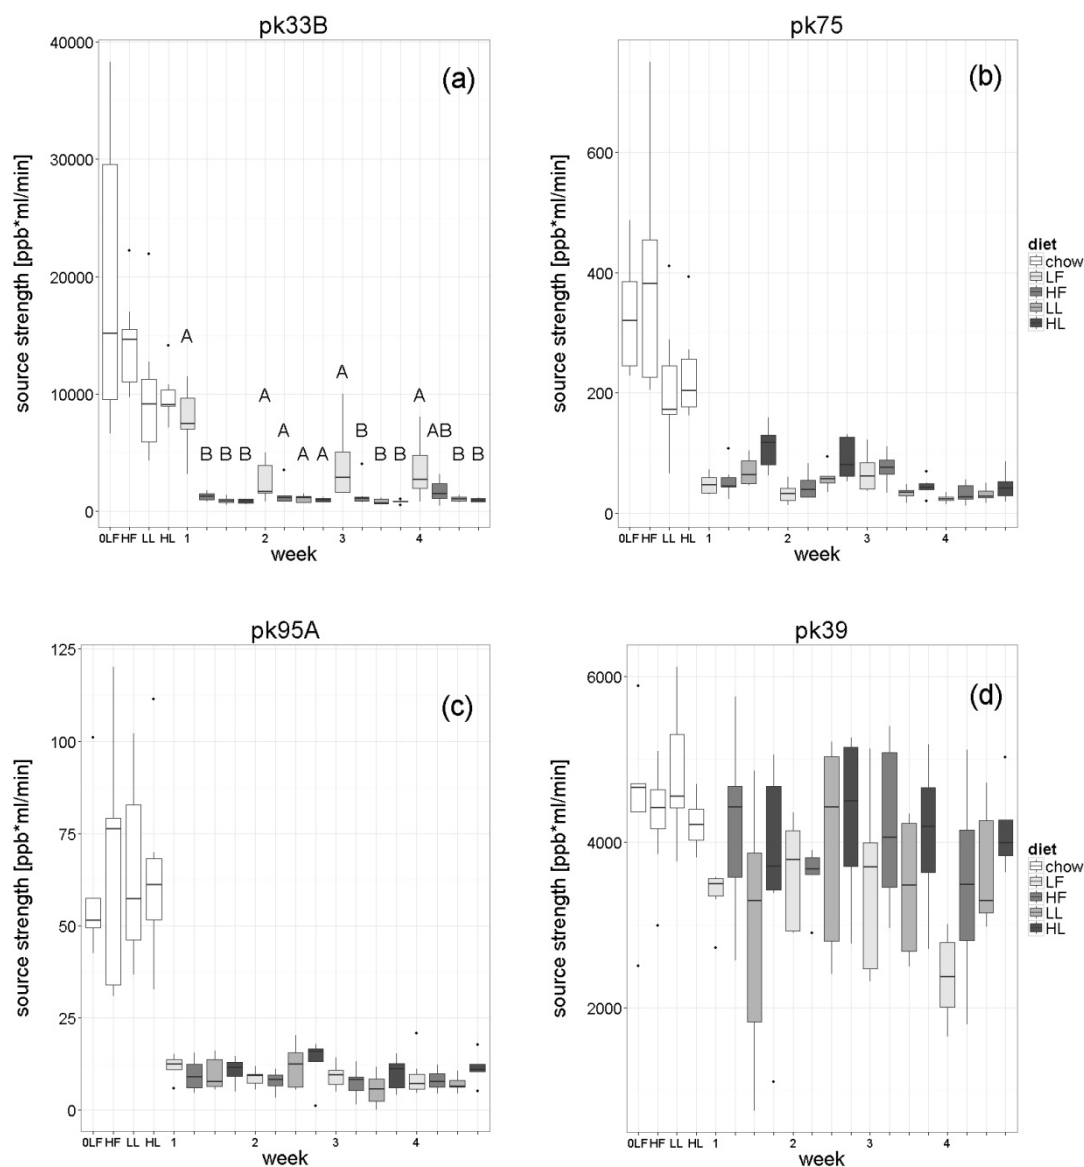 pk33B
(a)
40000
30000
20000
10000
0
source strength [ppb*ml/min]
A
B B B
A
A
A A
A
B
B B
A
AB
B B
0LF HF LL HL 1 2 3 4
week
pk75
(b)
600
400
200
0
source strength [ppb*ml/min]
0LF HF LL HL 1 2 3 4
week
diet
chow
LF
HF
LL
HL
pk95A
(c)
125
100
75
50
25
0
source strength [ppb*ml/min]
0LF HF LL HL 1 2 3 4
week
pk39
(d)
6000
4000
2000
source strength [ppb*ml/min]
0LF HF LL HL 1 2 3 4
week
diet
chow
LF
HF
LL
HL